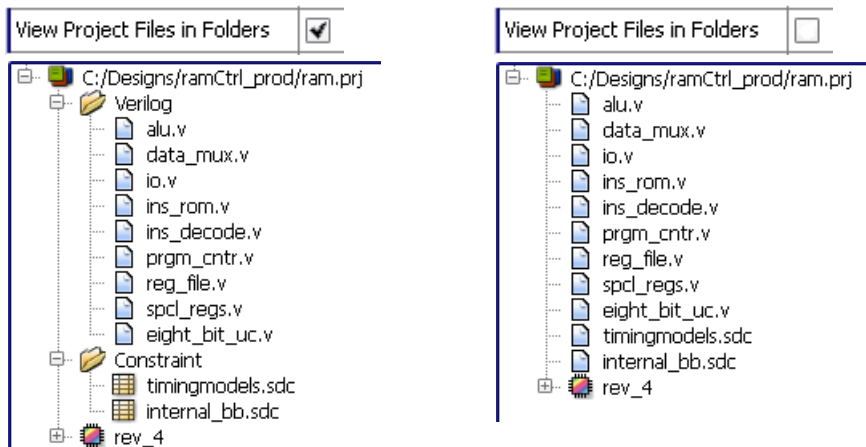 View Project Files in Folders
C:/Designs/ramCtrl_prod/ram.prj
Verilog
alu.v
data_mux.v
io.v
ins_rom.v
ins_decode.v
prgm_cntr.v
reg_file.v
spcl_regs.v
eight_bit_uc.v
Constraint
timingmodels.sdc
internal_bb.sdc
rev_4
View Project Files in Folders
C:/Designs/ramCtrl_prod/ram.prj
alu.v
data_mux.v
io.v
ins_rom.v
ins_decode.v
prgm_cntr.v
reg_file.v
spcl_regs.v
eight_bit_uc.v
timingmodels.sdc
internal_bb.sdc
rev_4